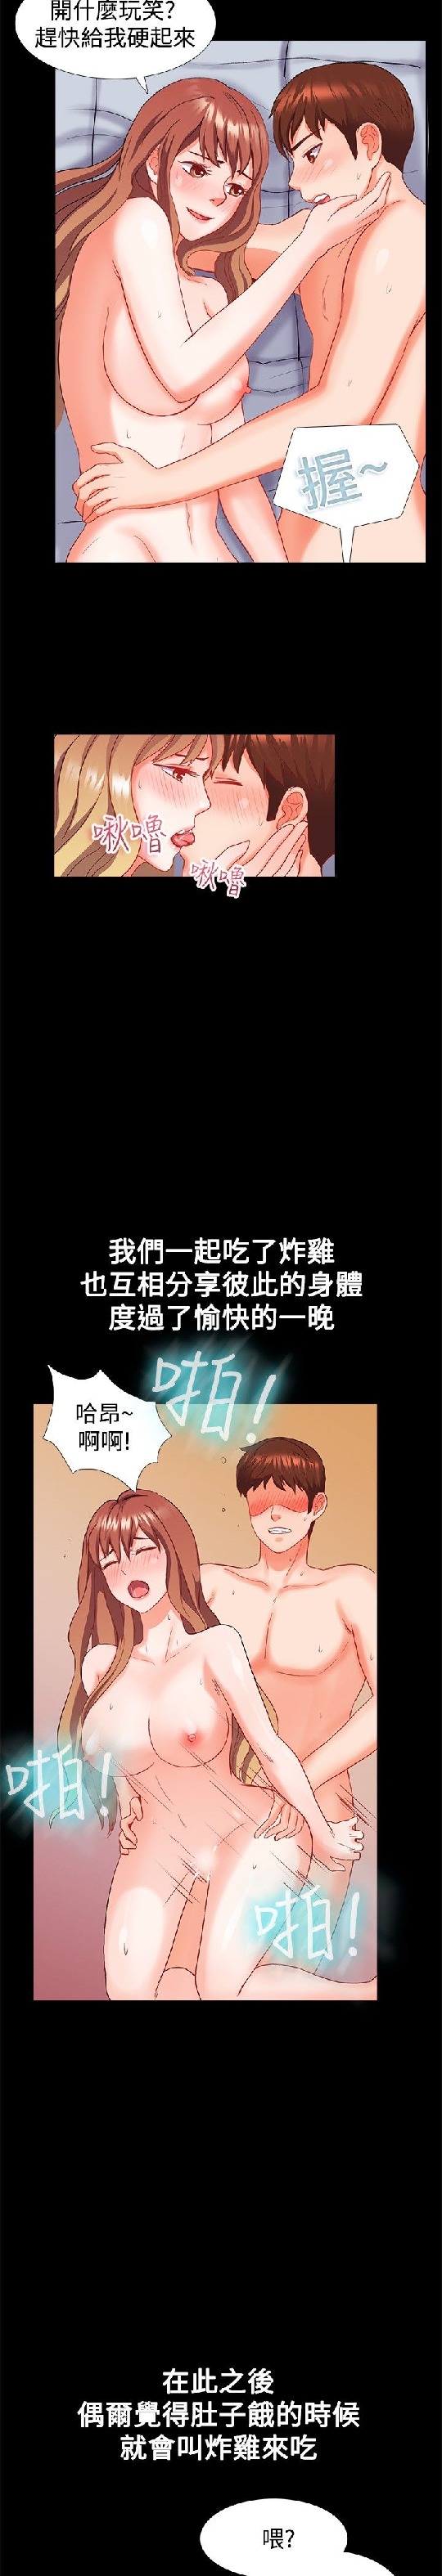 開什麼玩笑?
趕快給我硬起來
握~
啾嚕
啾嚕
我們一起吃了炸雞
也互相分享彼此的身體
度過了愉快的一晚
啪!
哈昂~
啊啊!
啪!
啪!
在此之後
偶爾覺得肚子餓的時候
就會叫炸雞來吃
喂?